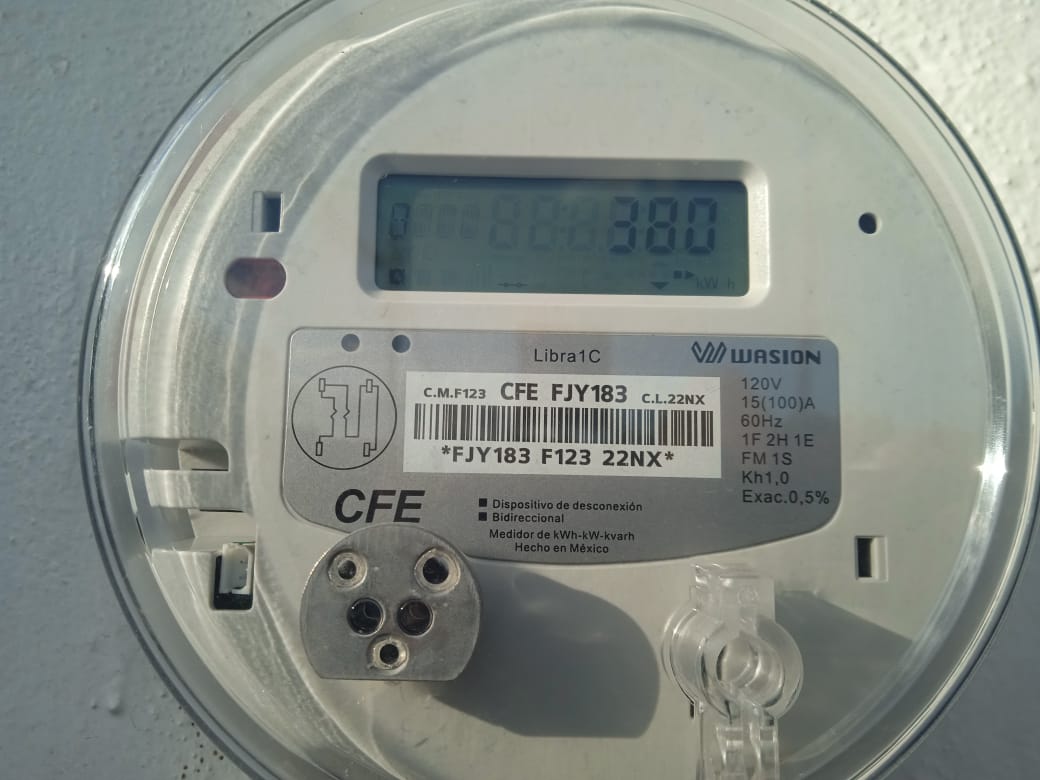 380
kW h
Libra1C
WASION
C.M.F123 CFE FJY183 C.L.22NX
*FJY183 F123 22NX*
120V
15(100)A
60Hz
1F 2H 1E
FM 1S
Kh1,0
Exac.0,5%
CFE
Dispositivo de desconexión
Bidireccional
Medidor de kWh-kW-kvarh
Hecho en México